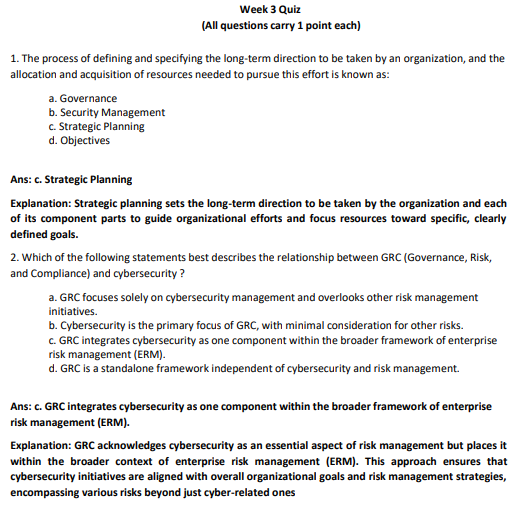 Week 3 Quiz
(All questions carry 1 point each)
1. The process of defining and specifying the long-term direction to be taken by an organization, and the
allocation and acquisition of resources needed to pursue this effort is known as:
a. Governance
b. Security Management
c. Strategic Planning
d. Objectives
Ans: c. Strategic Planning
Explanation: Strategic planning sets the long-term direction to be taken by the organization and each
of its component parts to guide organizational efforts and focus resources toward specific, clearly
defined goals.
2. Which of the following statements best describes the relationship between GRC (Governance, Risk,
and Compliance) and cybersecurity ?
a. GRC focuses solely on cybersecurity management and overlooks other risk management
initiatives.
b. Cybersecurity is the primary focus of GRC, with minimal consideration for other risks.
c. GRC integrates cybersecurity as one component within the broader framework of enterprise
risk management (ERM).
d. GRC is a standalone framework independent of cybersecurity and risk management.
Ans: c. GRC integrates cybersecurity as one component within the broader framework of enterprise
risk management (ERM).
Explanation: GRC acknowledges cybersecurity as an essential aspect of risk management but places it
within the broader context of enterprise risk management (ERM). This approach ensures that
cybersecurity initiatives are aligned with overall organizational goals and risk management strategies,
encompassing various risks beyond just cyber-related ones